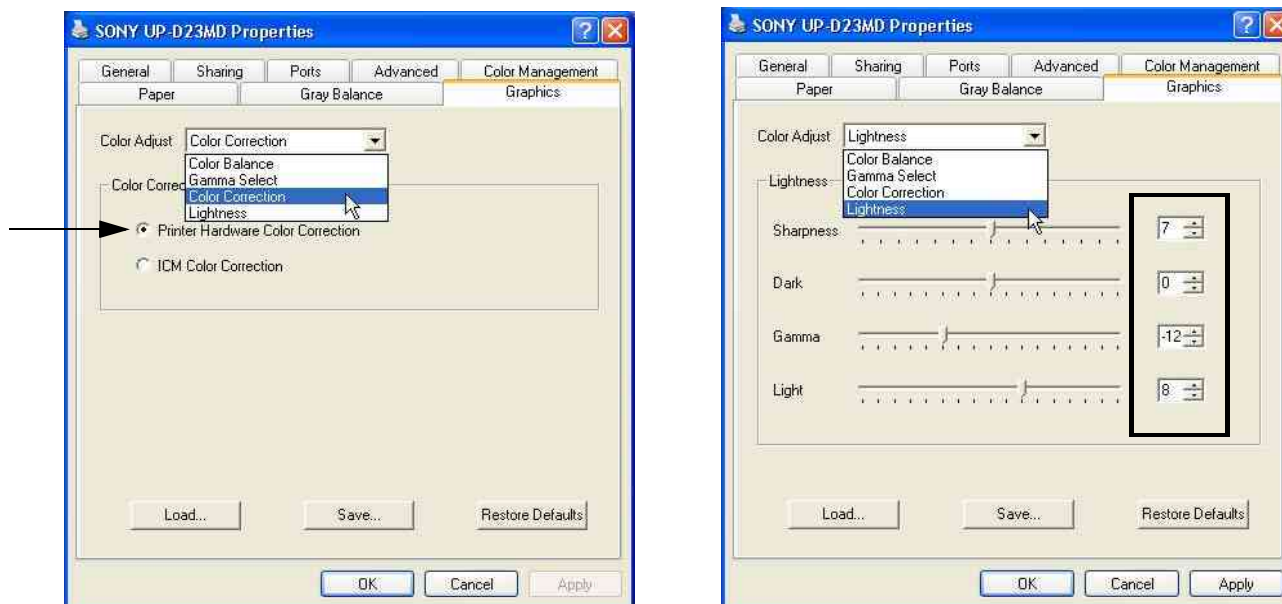 SONY UP-D23MD Properties
General Sharing Ports Advanced Color Management
Paper Gray Balance Graphics
Color Adjust Color Correction
Color Balance
Gamma Select
Color Correction
Lightness
Color Correc
Printer Hardware Color Correction
ICM Color Correction
Load... Save... Restore Defaults
OK Cancel Apply
SONY UP-D23MD Properties
General Sharing Ports Advanced Color Management
Paper Gray Balance Graphics
Color Adjust Lightness
Color Balance
Gamma Select
Color Correction
Lightness
Lightness
Sharpness 7
Dark 0
Gamma -12
Light 8
Load... Save... Restore Defaults
OK Cancel Apply